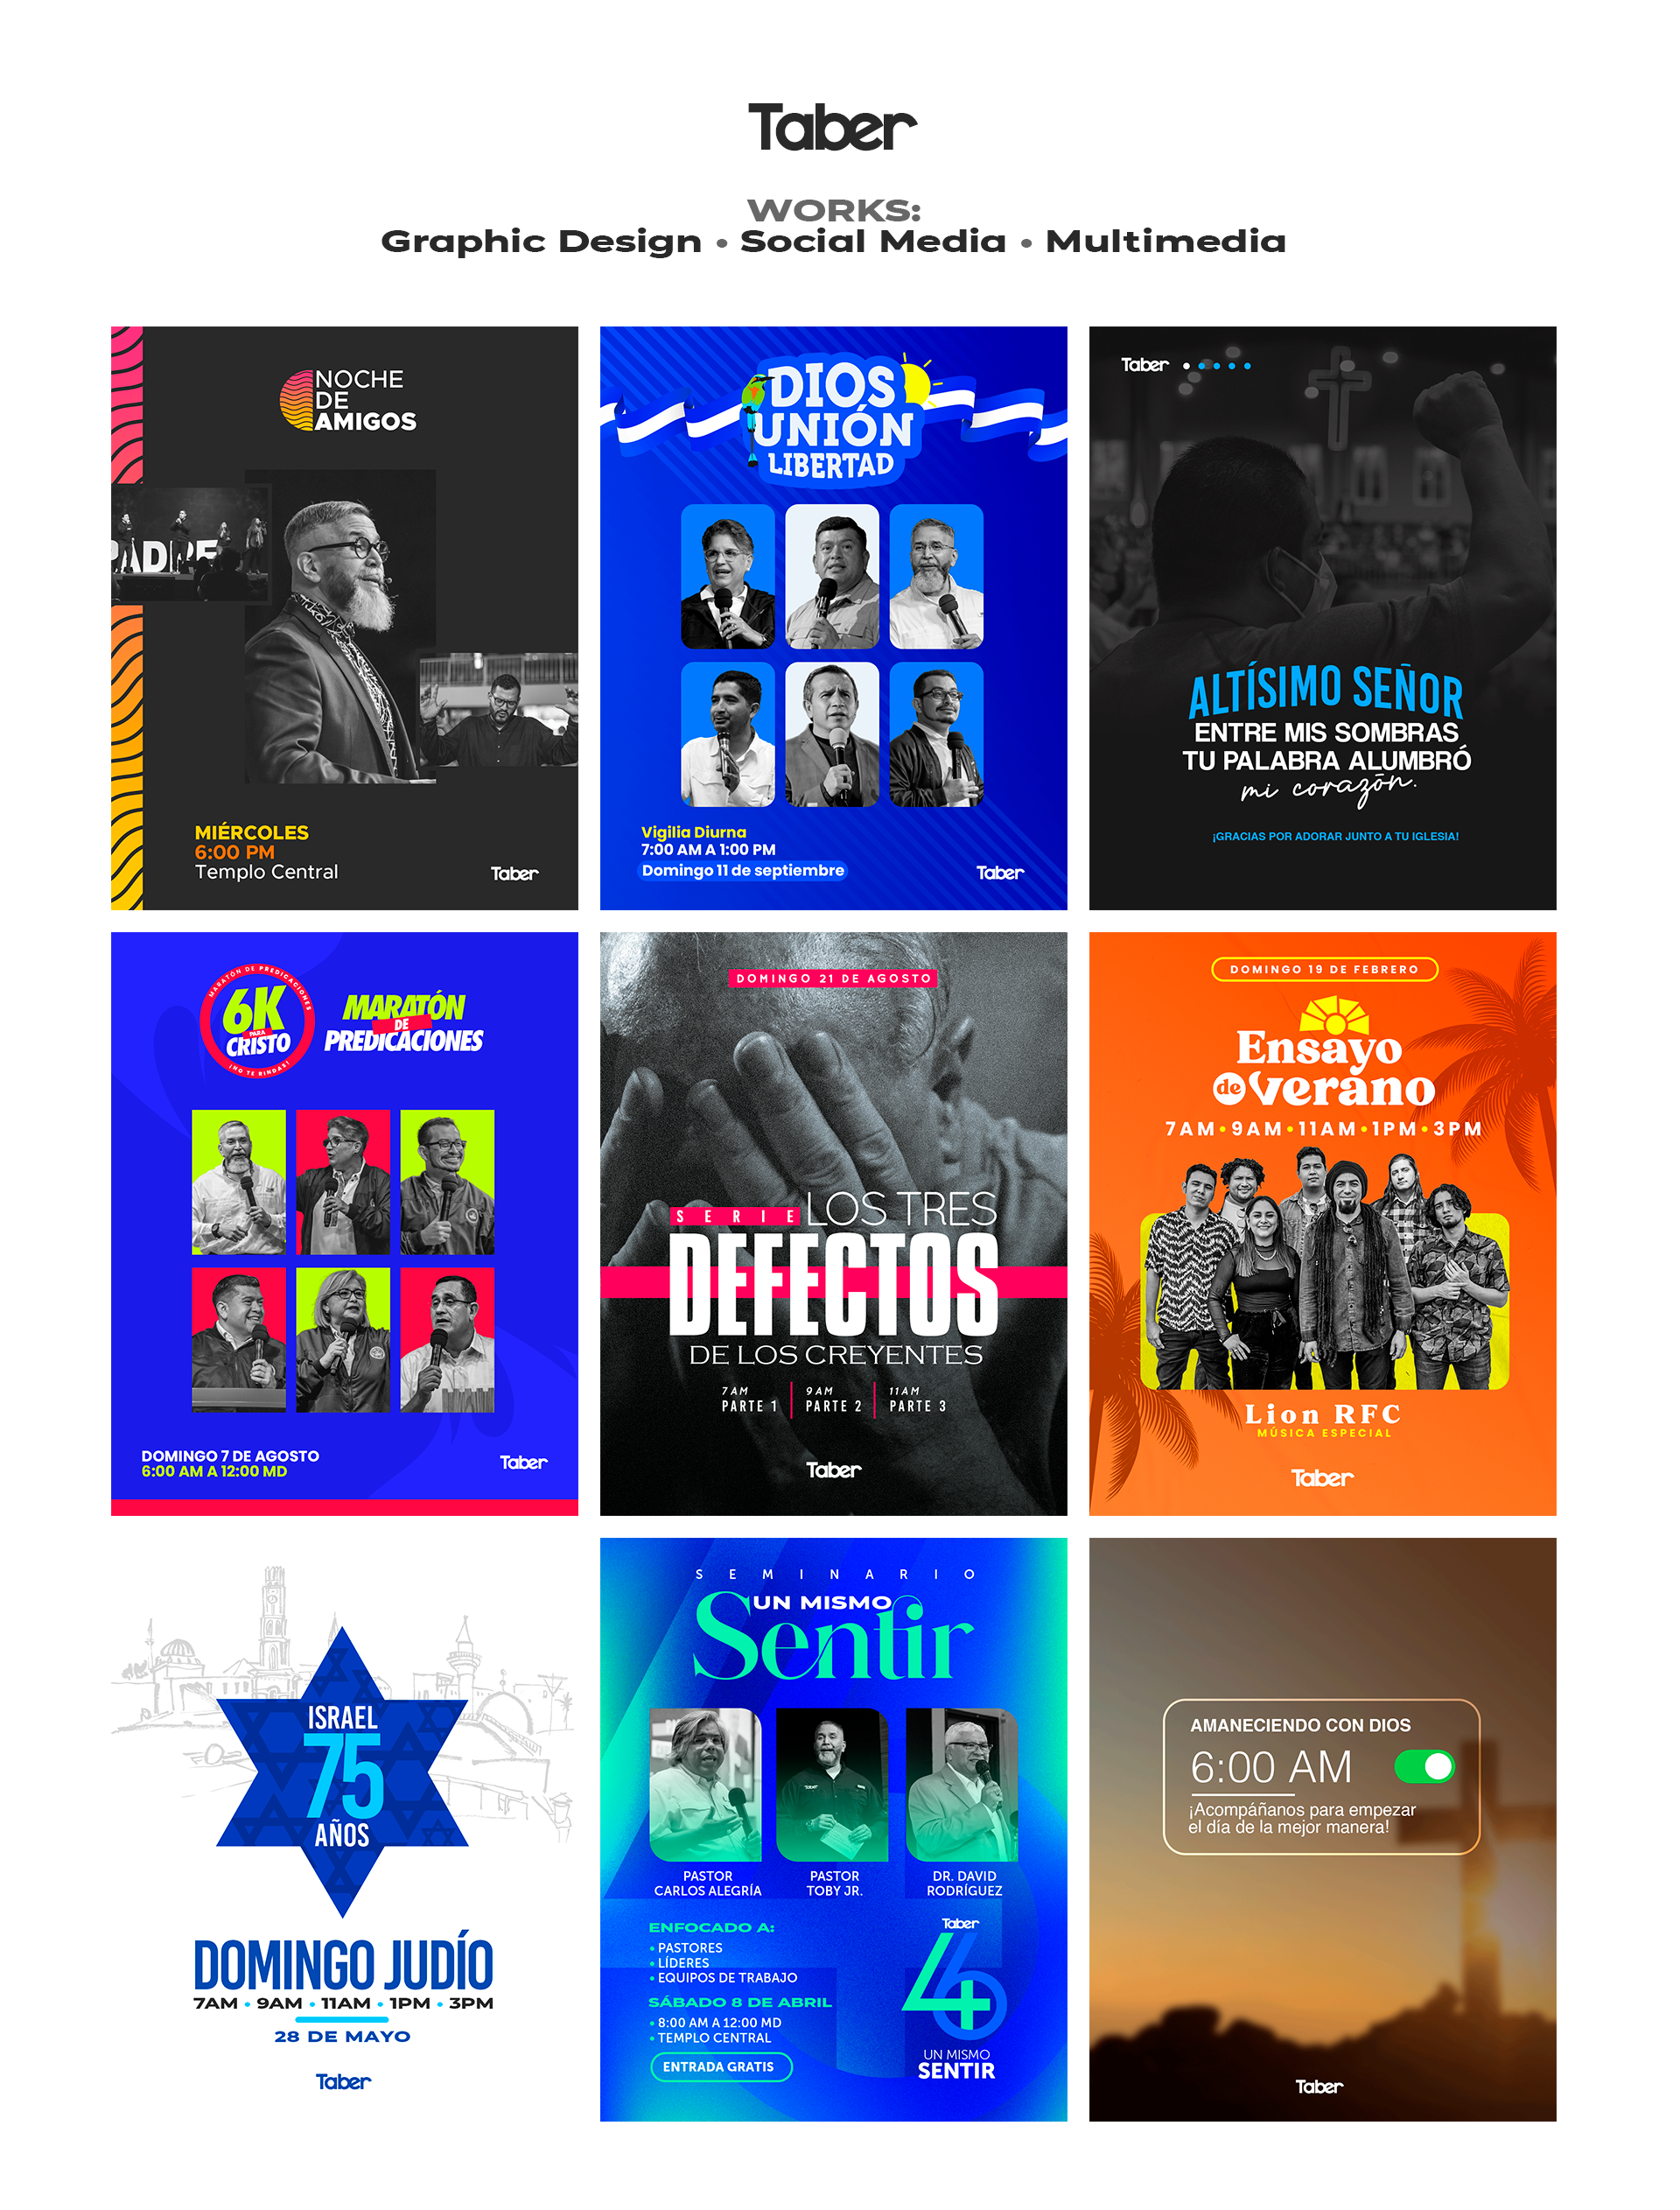 Taber
WORKS:
Graphic Design • Social Media • Multimedia
NOCHE
DE
AMIGOS
PADRE
MIÉRCOLES
6:00 PM
Templo Central
Taber
DIOS
UNIÓN
LIBERTAD
Vigilia Diurna
7:00 AM A 1:00 PM
Domingo 11 de septiembre
Taber
Taber
ALTÍSIMO SEÑOR
ENTRE MIS SOMBRAS
TU PALABRA ALUMBRÓ
mi corazón.
¡GRACIAS POR ADORAR JUNTO A TU IGLESIA!
MARATÓN DE PREDICACIONES
6K
PARA
CRISTO
¡NO TE RINDAS!
MARATÓN
DE
PREDICACIONES
DOMINGO 7 DE AGOSTO
6:00 AM A 12:00 MD
Taber
DOMINGO 21 DE AGOSTO
SERIE LOS TRES
DEFECTOS
DE LOS CREYENTES
7AM 9AM 11AM
PARTE 1 PARTE 2 PARTE 3
Taber
DOMINGO 19 DE FEBRERO
Ensayo
de verano
7AM•9AM•11AM•1PM•3PM
Lion RFC
MÚSICA ESPECIAL
Taber
ISRAEL
75
AÑOS
DOMINGO JUDÍO
7AM • 9AM • 11AM • 1PM • 3PM
28 DE MAYO
Taber
SEMINARIO
UN MISMO
Sentir
Taber
PASTOR
CARLOS ALEGRÍA
PASTOR
TOBY JR.
DR. DAVID
RODRÍGUEZ
ENFOCADO A:
• PASTORES
• LÍDERES
• EQUIPOS DE TRABAJO
SÁBADO 8 DE ABRIL
• 8:00 AM A 12:00 MD
• TEMPLO CENTRAL
ENTRADA GRATIS
Taber
46
UN MISMO
SENTIR
AMANECIENDO CON DIOS
6:00 AM
¡Acompáñanos para empezar
el día de la mejor manera!
Taber